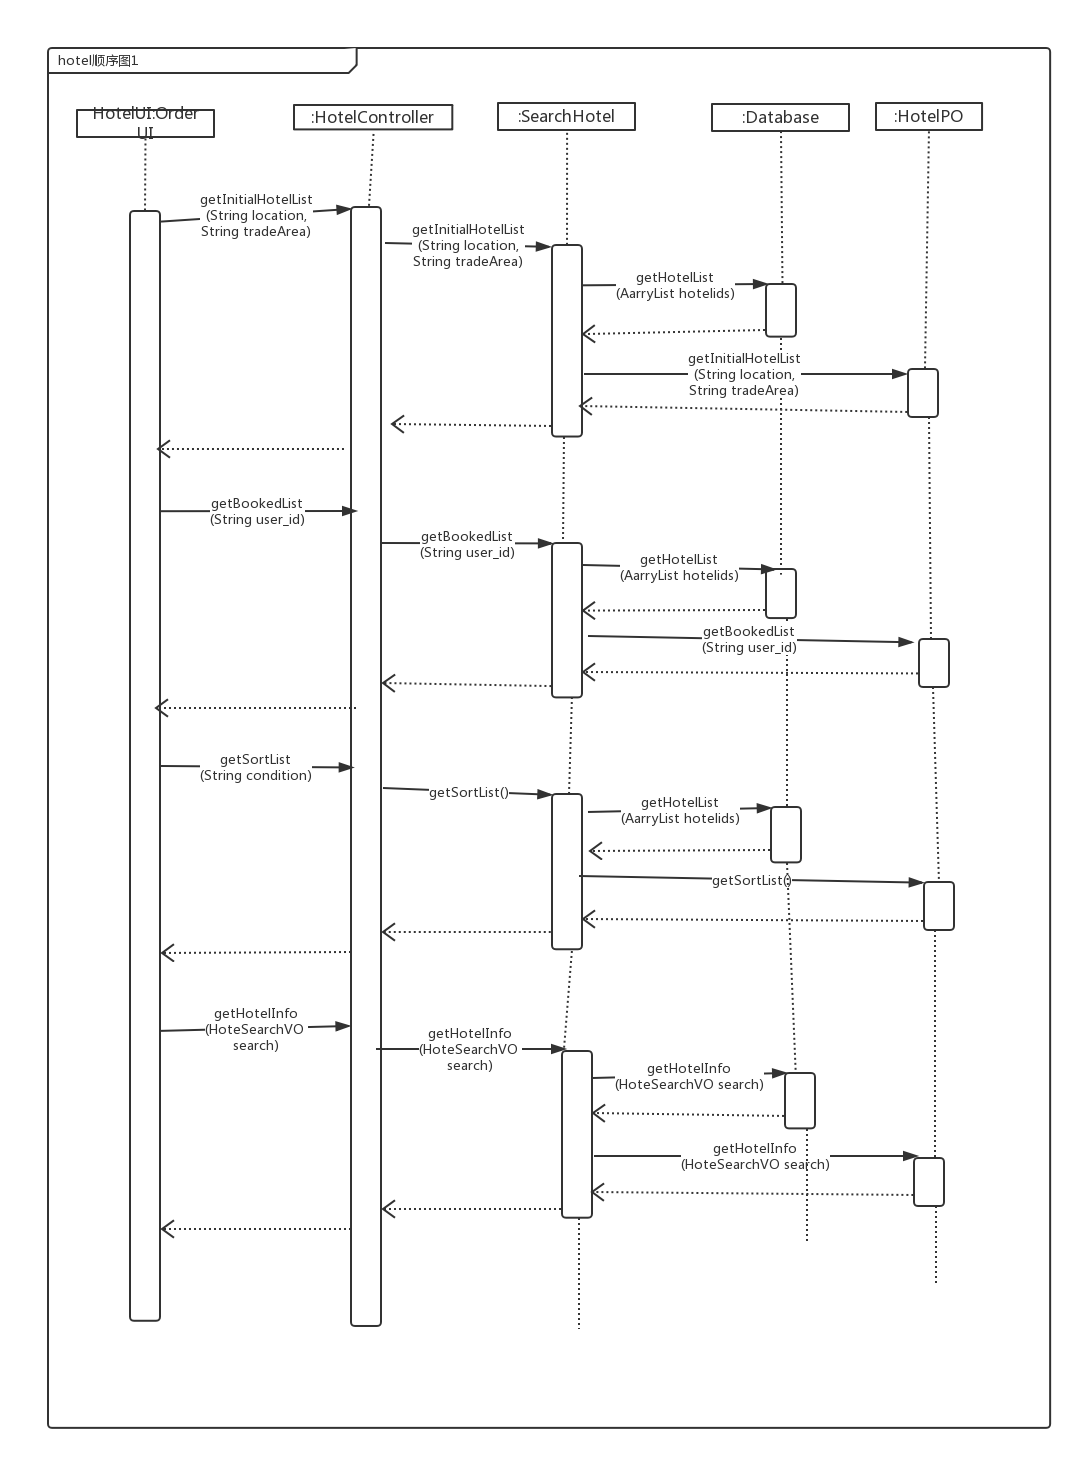 hotel顺序图1
HotelUI:Order
UI
:HotelController
:SearchHotel
:Database
:HotelPO
getInitialHotelList
(String location,
String tradeArea)
getInitialHotelList
(String location,
String tradeArea)
getHotelList
(AarryList hotelids)
getInitialHotelList
(String location,
String tradeArea)
getBookedList
(String user_id)
getBookedList
(String user_id)
getHotelList
(AarryList hotelids)
getBookedList
(String user_id)
getSortList
(String condition)
getSortList()
getHotelList
(AarryList hotelids)
getSortList()
getHotelInfo
(HoteSearchVO
search)
getHotelInfo
(HoteSearchVO
search)
getHotelInfo
(HoteSearchVO search)
getHotelInfo
(HoteSearchVO search)